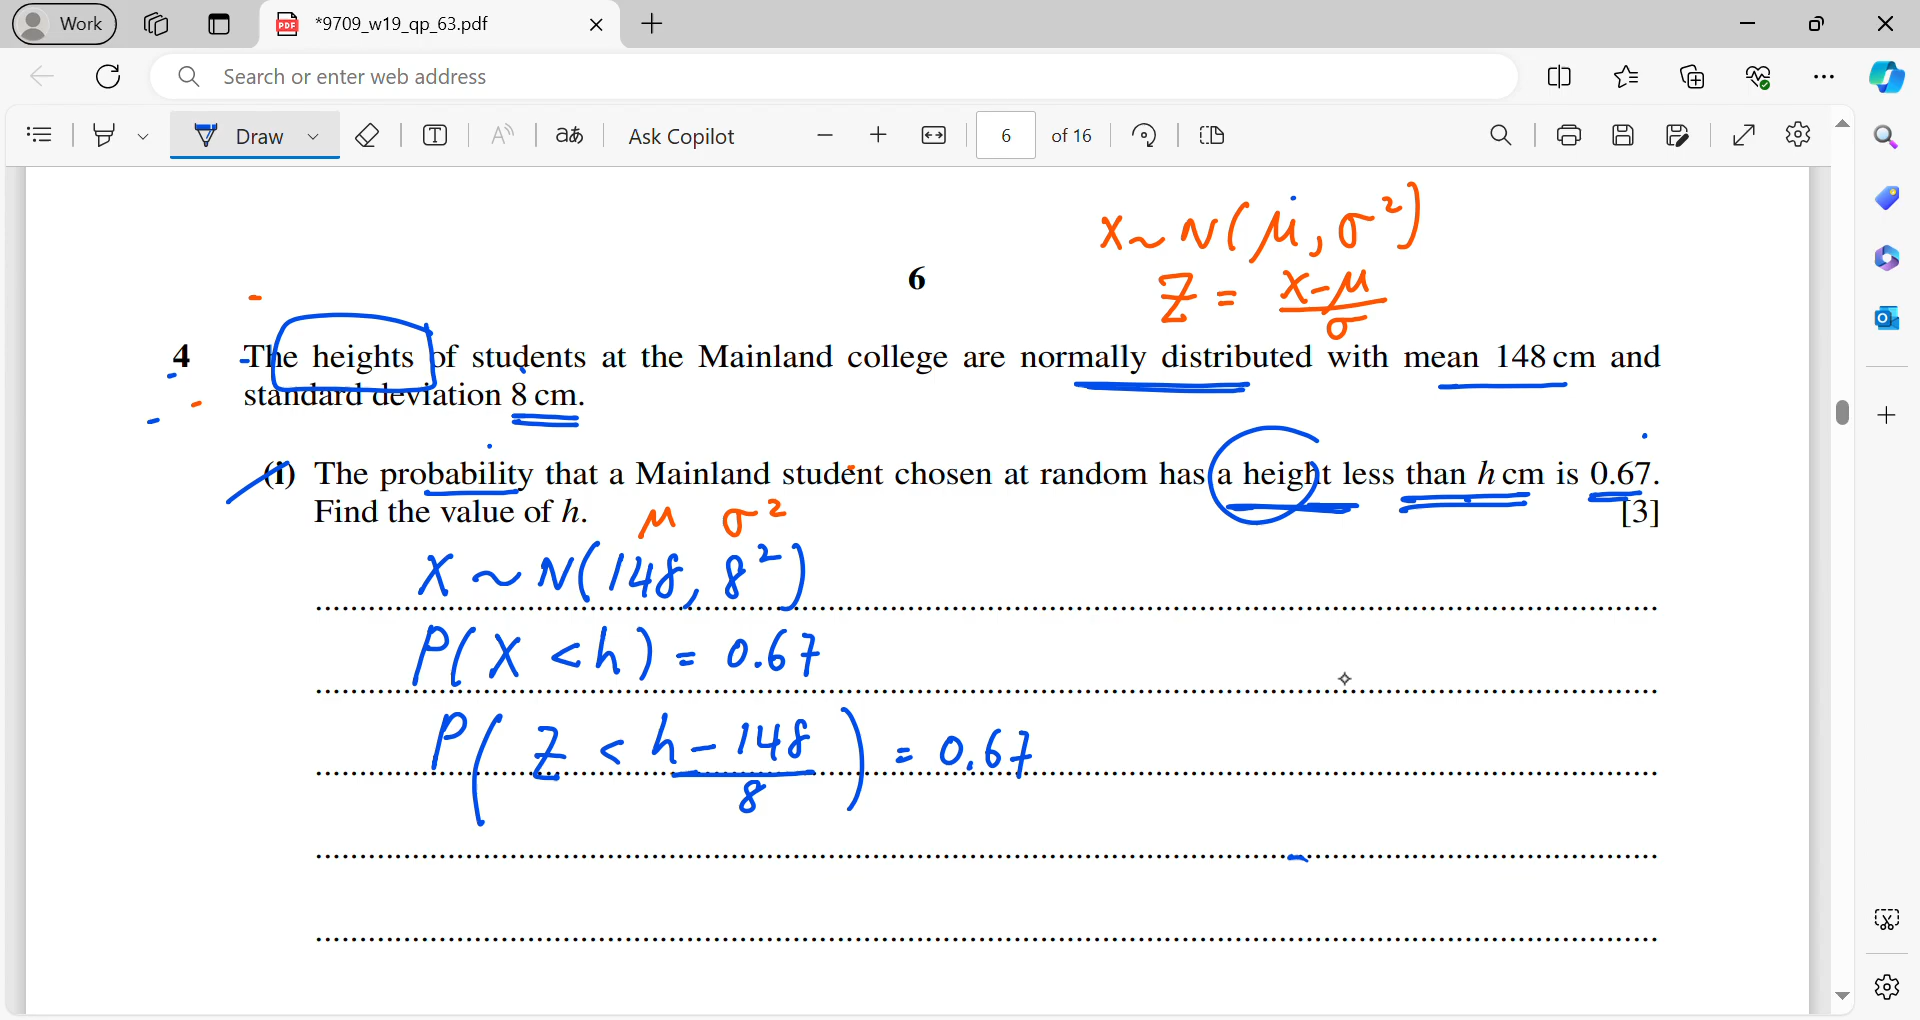 Work
*9709_w19_qp_63.pdf
Search or enter web address
Draw
T
A
aあ
Ask Copilot
6
of 16
X ~ N(μ, σ²)
6
Z = X-μ/σ
4 The heights of students at the Mainland college are normally distributed with mean 148 cm and
standard deviation 8 cm.
(i) The probability that a Mainland student chosen at random has a height less than h cm is 0.67.
Find the value of h.
[3]
μ σ²
X ~ N(148, 8²)
P(X < h) = 0.67
P(Z < h - 148/8) = 0.67